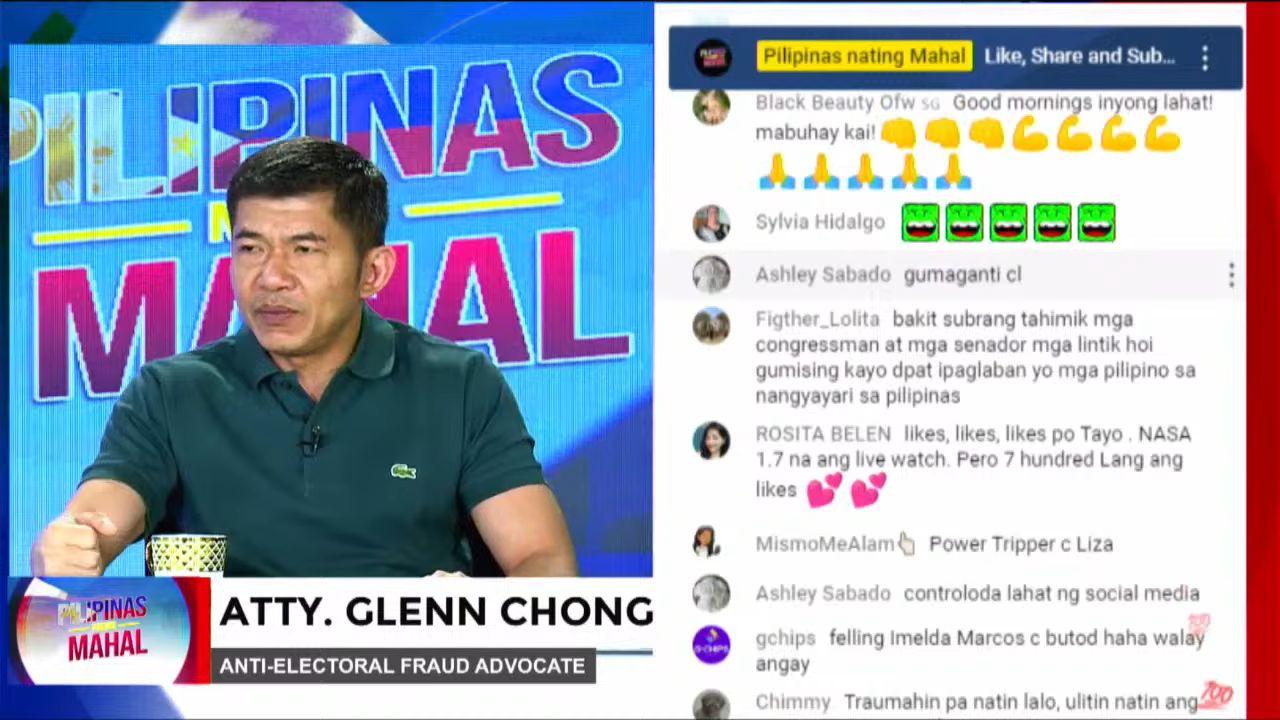 PILIPINAS
N
MAHAL
PILIPINAS
MAHAL
ATTY. GLENN CHONG
ANTI-ELECTORAL FRAUD ADVOCATE
Pilipinas nating Mahal Like, Share and Sub...
Black Beauty Ofw SG Good mornings inyong lahat!
mabuhay kai!
Sylvia Hidalgo
Ashley Sabado gumaganti cl
Figther_Lolita bakit subrang tahimik mga
congressman at mga senador mga lintik hoi
gumising kayo dpat ipaglaban yo mga pilipino sa
nangyayari sa pilipinas
ROSITA BELEN likes, likes, likes po Tayo . NASA
1.7 na ang live watch. Pero 7 hundred Lang ang
likes
MismoMeAlam Power Tripper c Liza
Ashley Sabado controloda lahat ng social media
gchips felling Imelda Marcos c butod haha walay
angay
Chimmy Traumahin pa natin lalo, ulitin natin ang